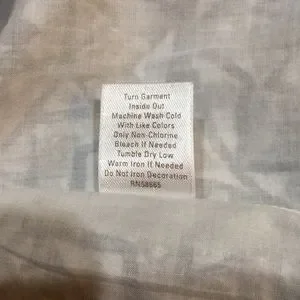 Turn Garment
Inside Out
Machine Wash Cold
With Like Colors
Only Non-Chlorine
Bleach If Needed
Tumble Dry Low
Warm Iron If Needed
Do Not Iron Decoration
RN58665